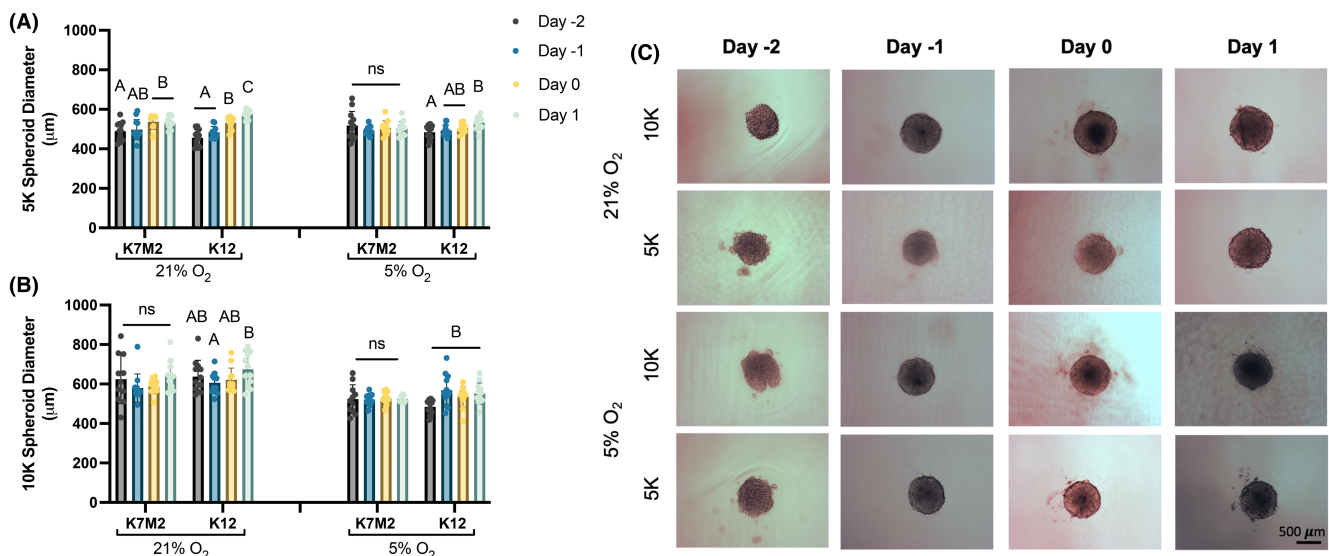 (A)
1000
800
600
400
200
0
5K Spheroid Diameter
(μm)
A AB B A B C
ns A AB B
K7M2 K12 K7M2 K12
21% O2 5% O2
Day -2
Day -1
Day 0
Day 1
(B)
1000
800
600
400
200
0
10K Spheroid Diameter
(μm)
ns AB A AB B
ns B
K7M2 K12 K7M2 K12
21% O2 5% O2
(C)
Day -2 Day -1 Day 0 Day 1
21% O2
10K
5K
5% O2
10K
5K
500 μm